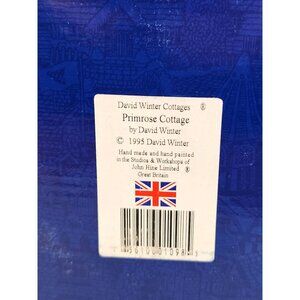 David Winter Cottages ®
Primrose Cottage
by David Winter
© 1995 David Winter
Hand made and hand painted
in the Studios & Workshops of
John Hine Limited ®
Great Britain